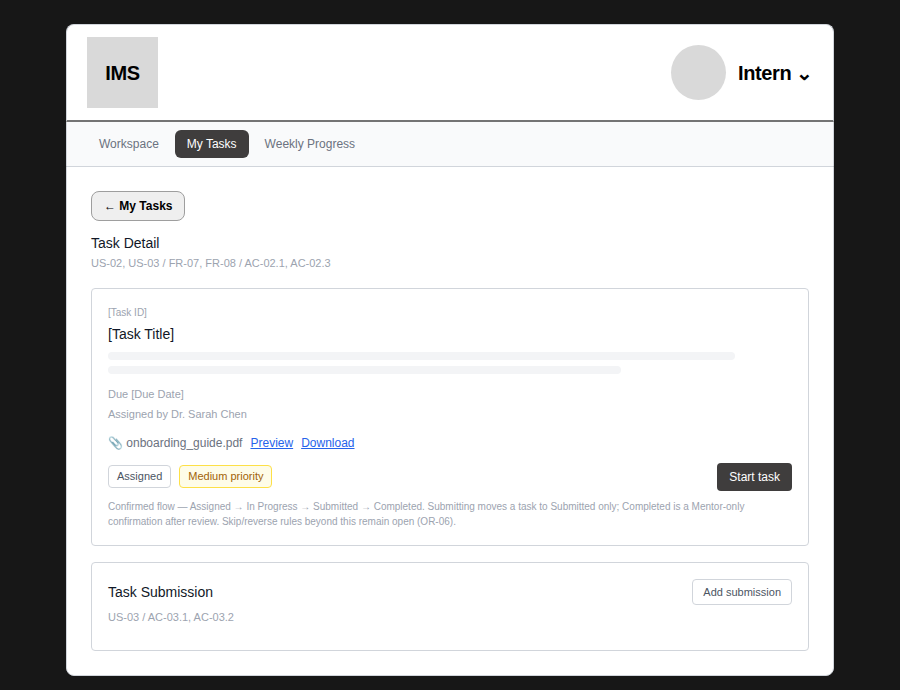 IMS
Intern
Workspace
My Tasks
Weekly Progress
← My Tasks
Task Detail
US-02, US-03 / FR-07, FR-08 / AC-02.1, AC-02.3
[Task ID]
[Task Title]
Due [Due Date]
Assigned by Dr. Sarah Chen
onboarding_guide.pdf Preview Download
Assigned
Medium priority
Start task
Confirmed flow — Assigned → In Progress → Submitted → Completed. Submitting moves a task to Submitted only; Completed is a Mentor-only
confirmation after review. Skip/reverse rules beyond this remain open (OR-06).
Task Submission
Add submission
US-03 / AC-03.1, AC-03.2